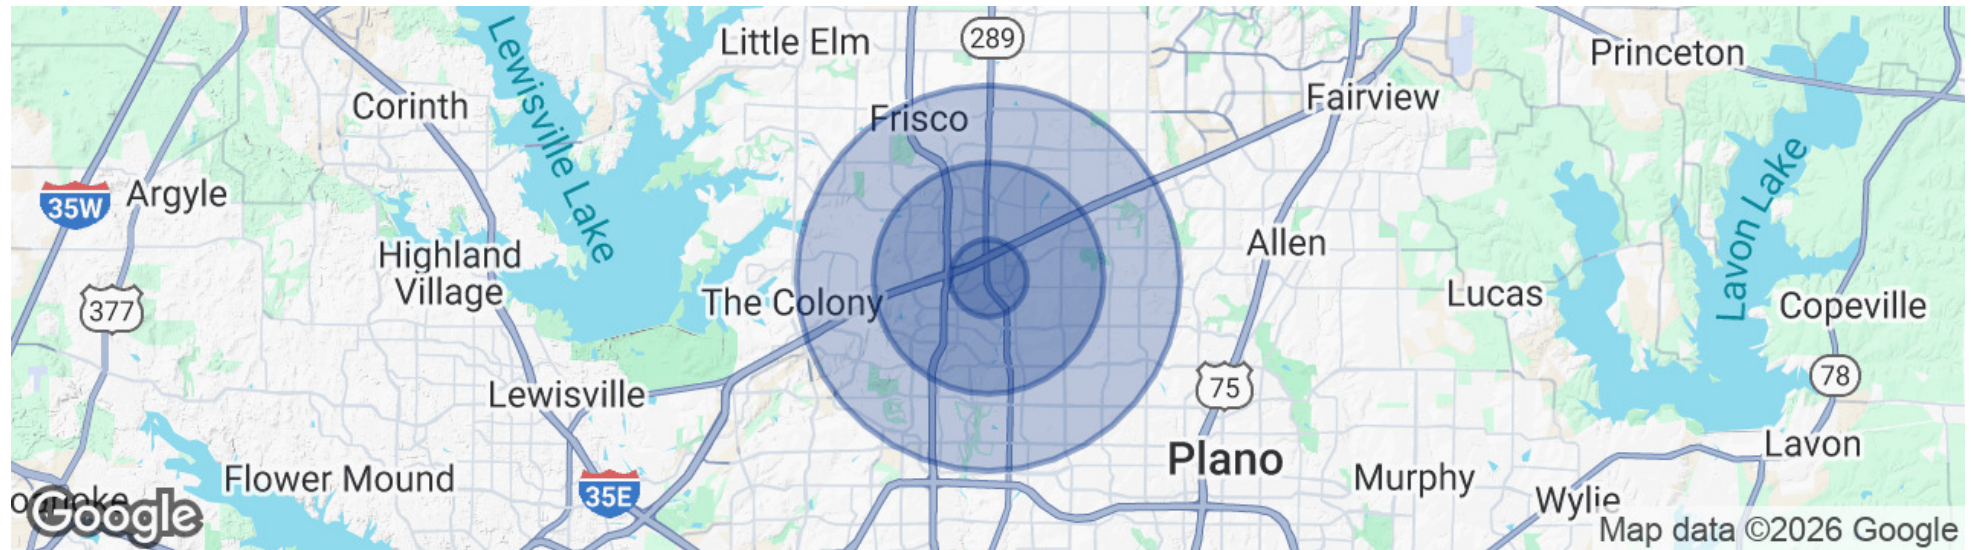 Little Elm
289
Princeton
Corinth
Lewisville Lake
Fairview
Frisco
35W
Argyle
Lavon Lake
Highland
Village
Allen
377
The Colony
Lucas
Copeville
Lewisville
75
78
Plano
Lavon
Flower Mound
35E
Murphy
Wylie
Google
Map data ©2026 Google